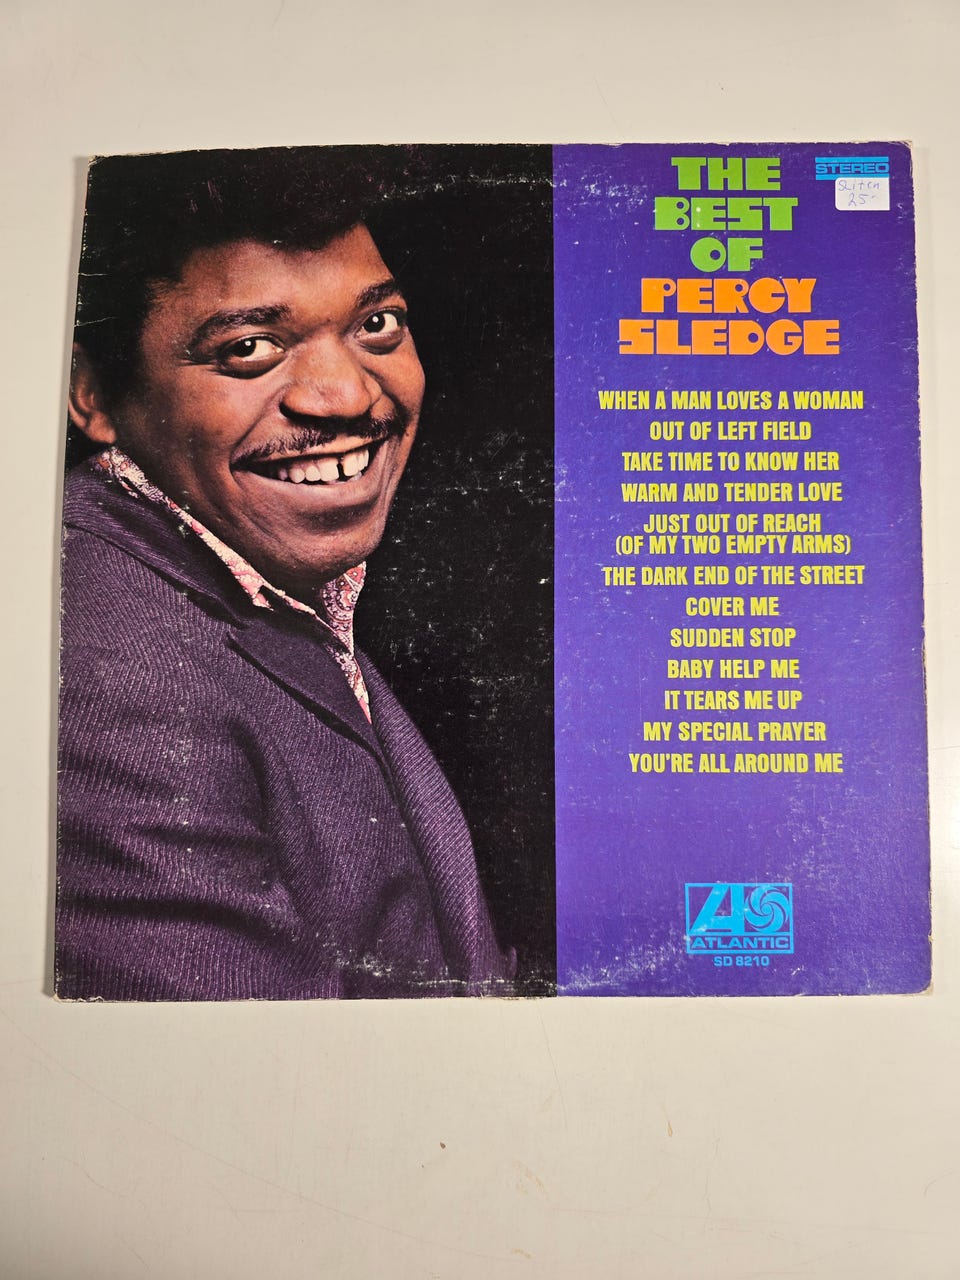 THE
BEST
OF
PERCY
SLEDGE
STEREO
Sliten
25-
WHEN A MAN LOVES A WOMAN
OUT OF LEFT FIELD
TAKE TIME TO KNOW HER
WARM AND TENDER LOVE
JUST OUT OF REACH
(OF MY TWO EMPTY ARMS)
THE DARK END OF THE STREET
COVER ME
SUDDEN STOP
BABY HELP ME
IT TEARS ME UP
MY SPECIAL PRAYER
YOU'RE ALL AROUND ME
ATLANTIC
SD 8210